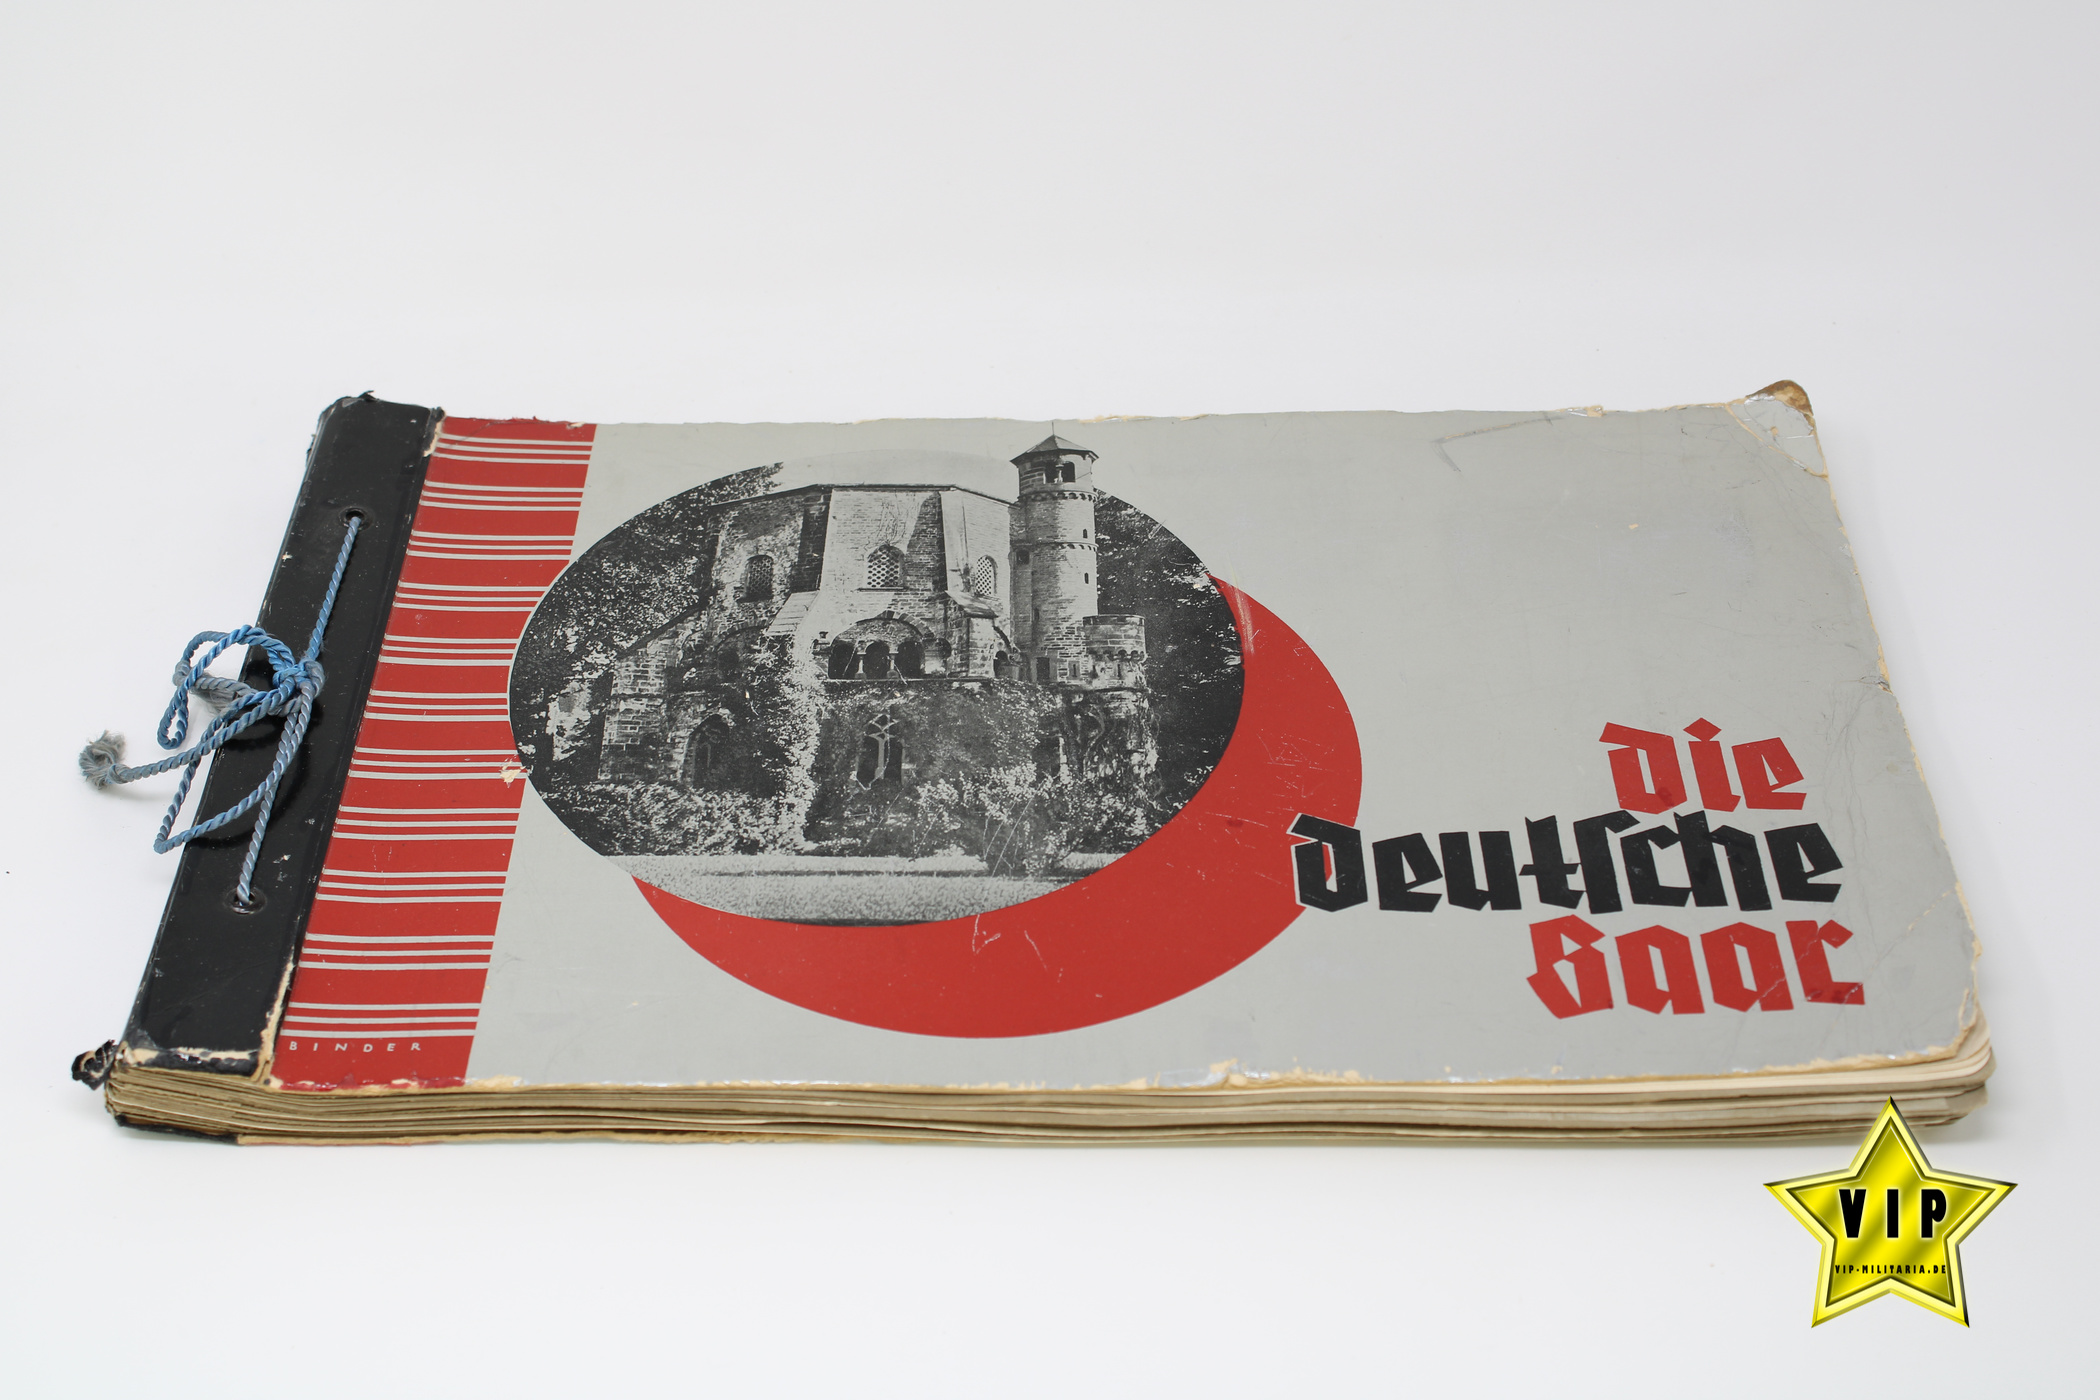 die
deutsche
Saar
BINDER
VIP
VIP-MILITARIA.DE